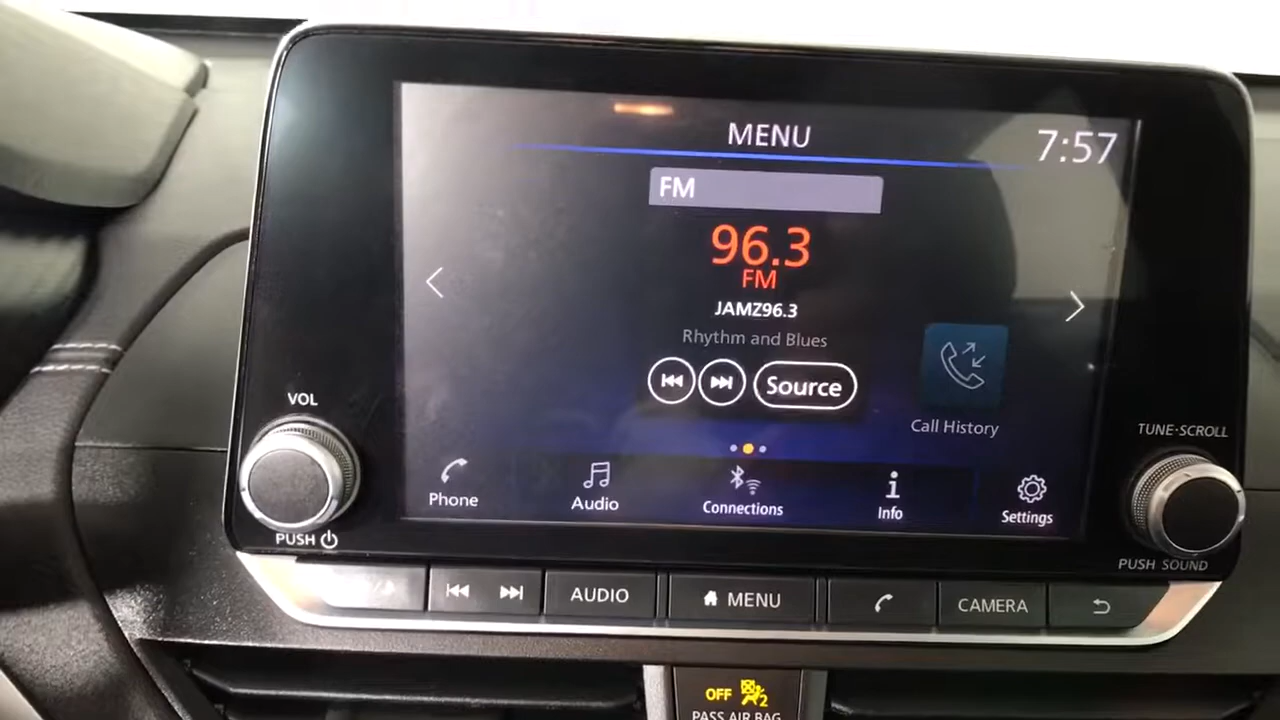 MENU
7:57
FM
96.3
FM
JAMZ96.3
Rhythm and Blues
Source
Call History
VOL
TUNE·SCROLL
Phone
Audio
Connections
Info
Settings
PUSH
PUSH SOUND
AUDIO
MENU
CAMERA
OFF
2
PASS AIR BAG